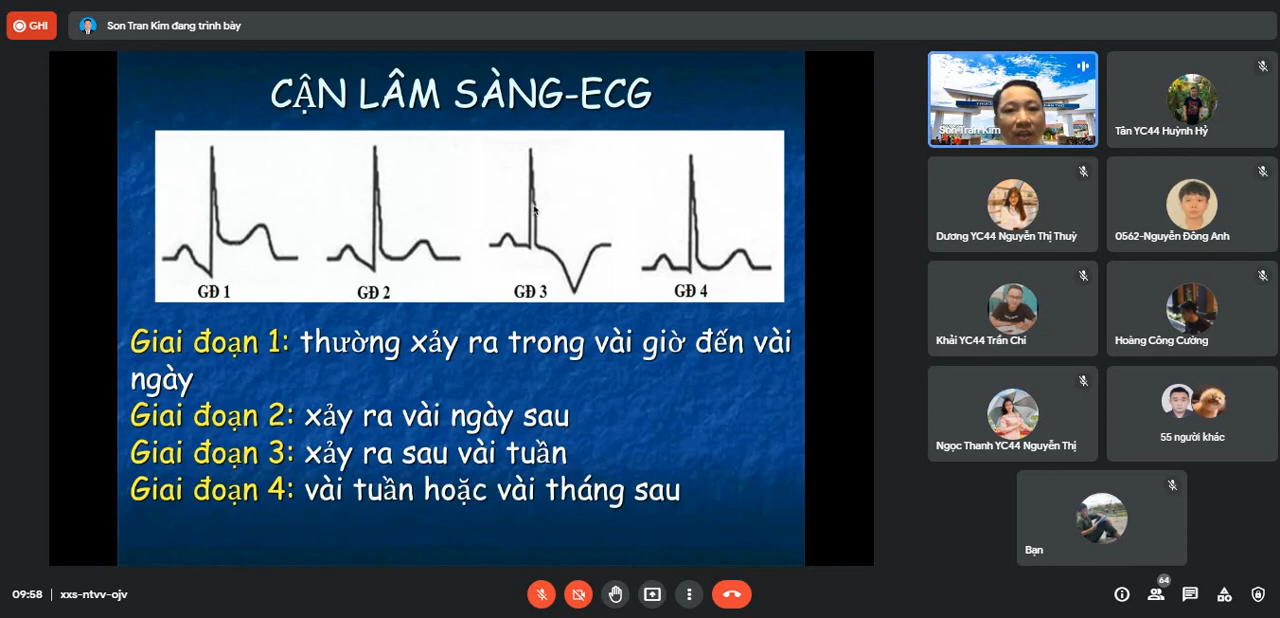 GHI
Son Tran Kim đang trình bày
CẬN LÂM SÀNG-ECG
GĐ 1
GĐ 2
GĐ 3
GĐ 4
Giai đoạn 1: thường xảy ra trong vài giờ đến vài
ngày
Giai đoạn 2: xảy ra vài ngày sau
Giai đoạn 3: xảy ra sau vài tuần
Giai đoạn 4: vài tuần hoặc vài tháng sau
Son Tran Kim
Tân YC44 Huỳnh Hỷ
Dương YC44 Nguyễn Thị Thuỳ
0562-Nguyễn Đông Anh
Khải YC44 Trần Chí
Hoàng Công Cường
Ngọc Thanh YC44 Nguyễn Thị
55 người khác
Bạn
09:58
xxs-ntvv-ojv
64